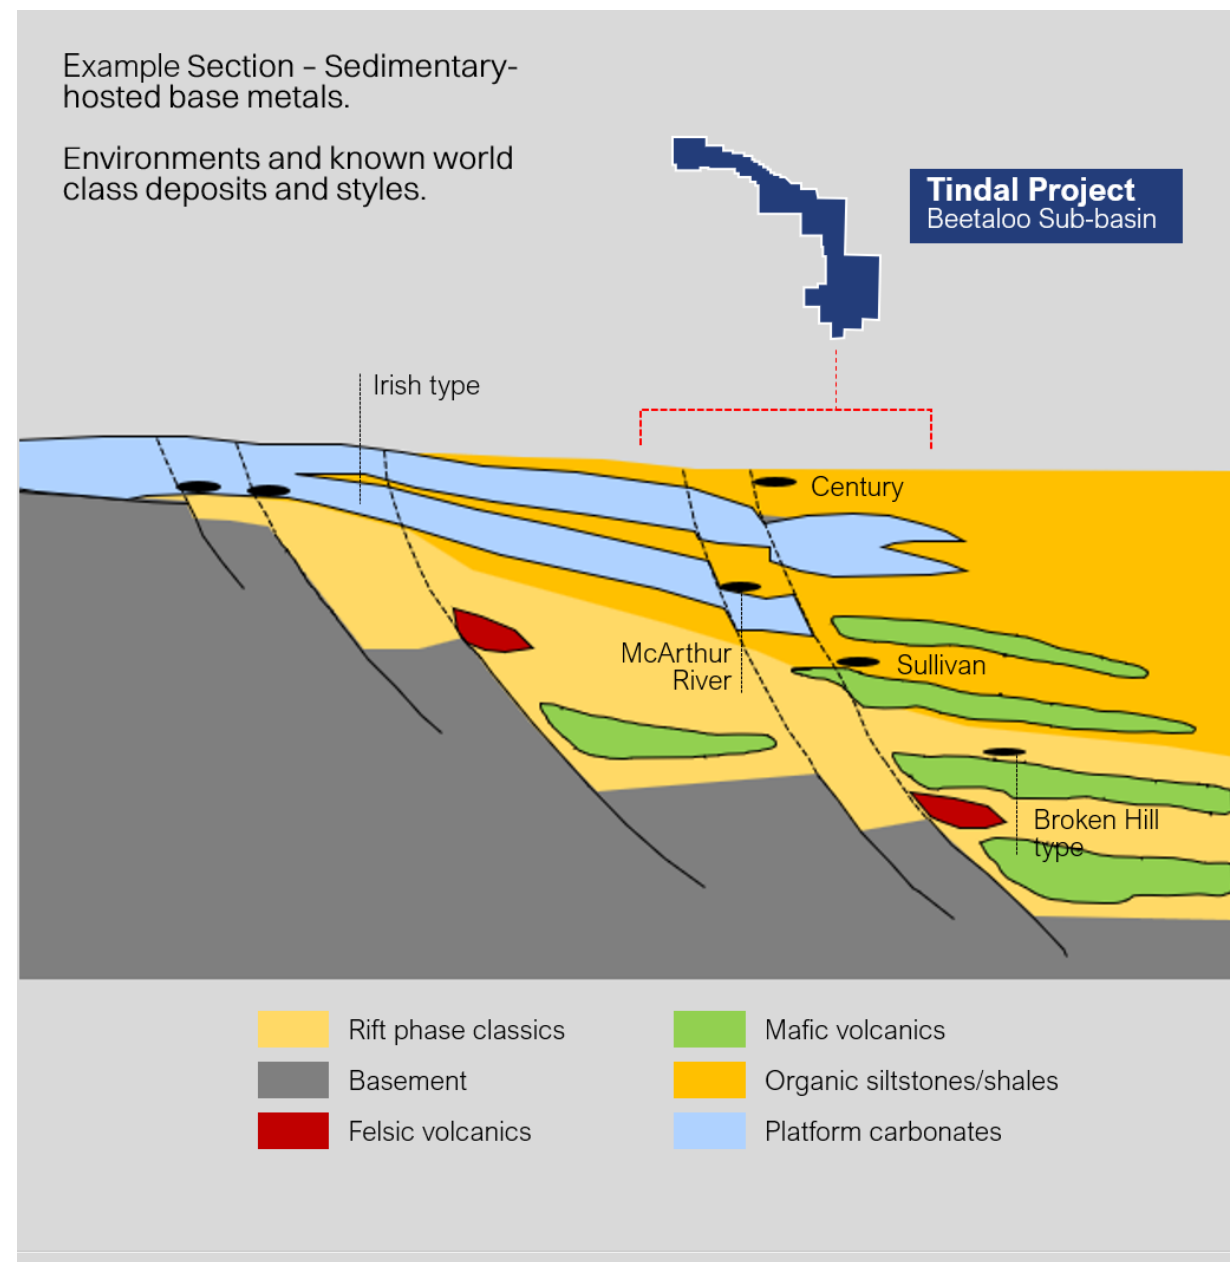 Example Section – Sedimentary-
hosted base metals.
Environments and known world
class deposits and styles.
Tindal Project
Beetaloo Sub-basin
Irish type
Century
McArthur
River
Sullivan
Broken Hill
type
Rift phase classics
Mafic volcanics
Basement
Organic siltstones/shales
Felsic volcanics
Platform carbonates